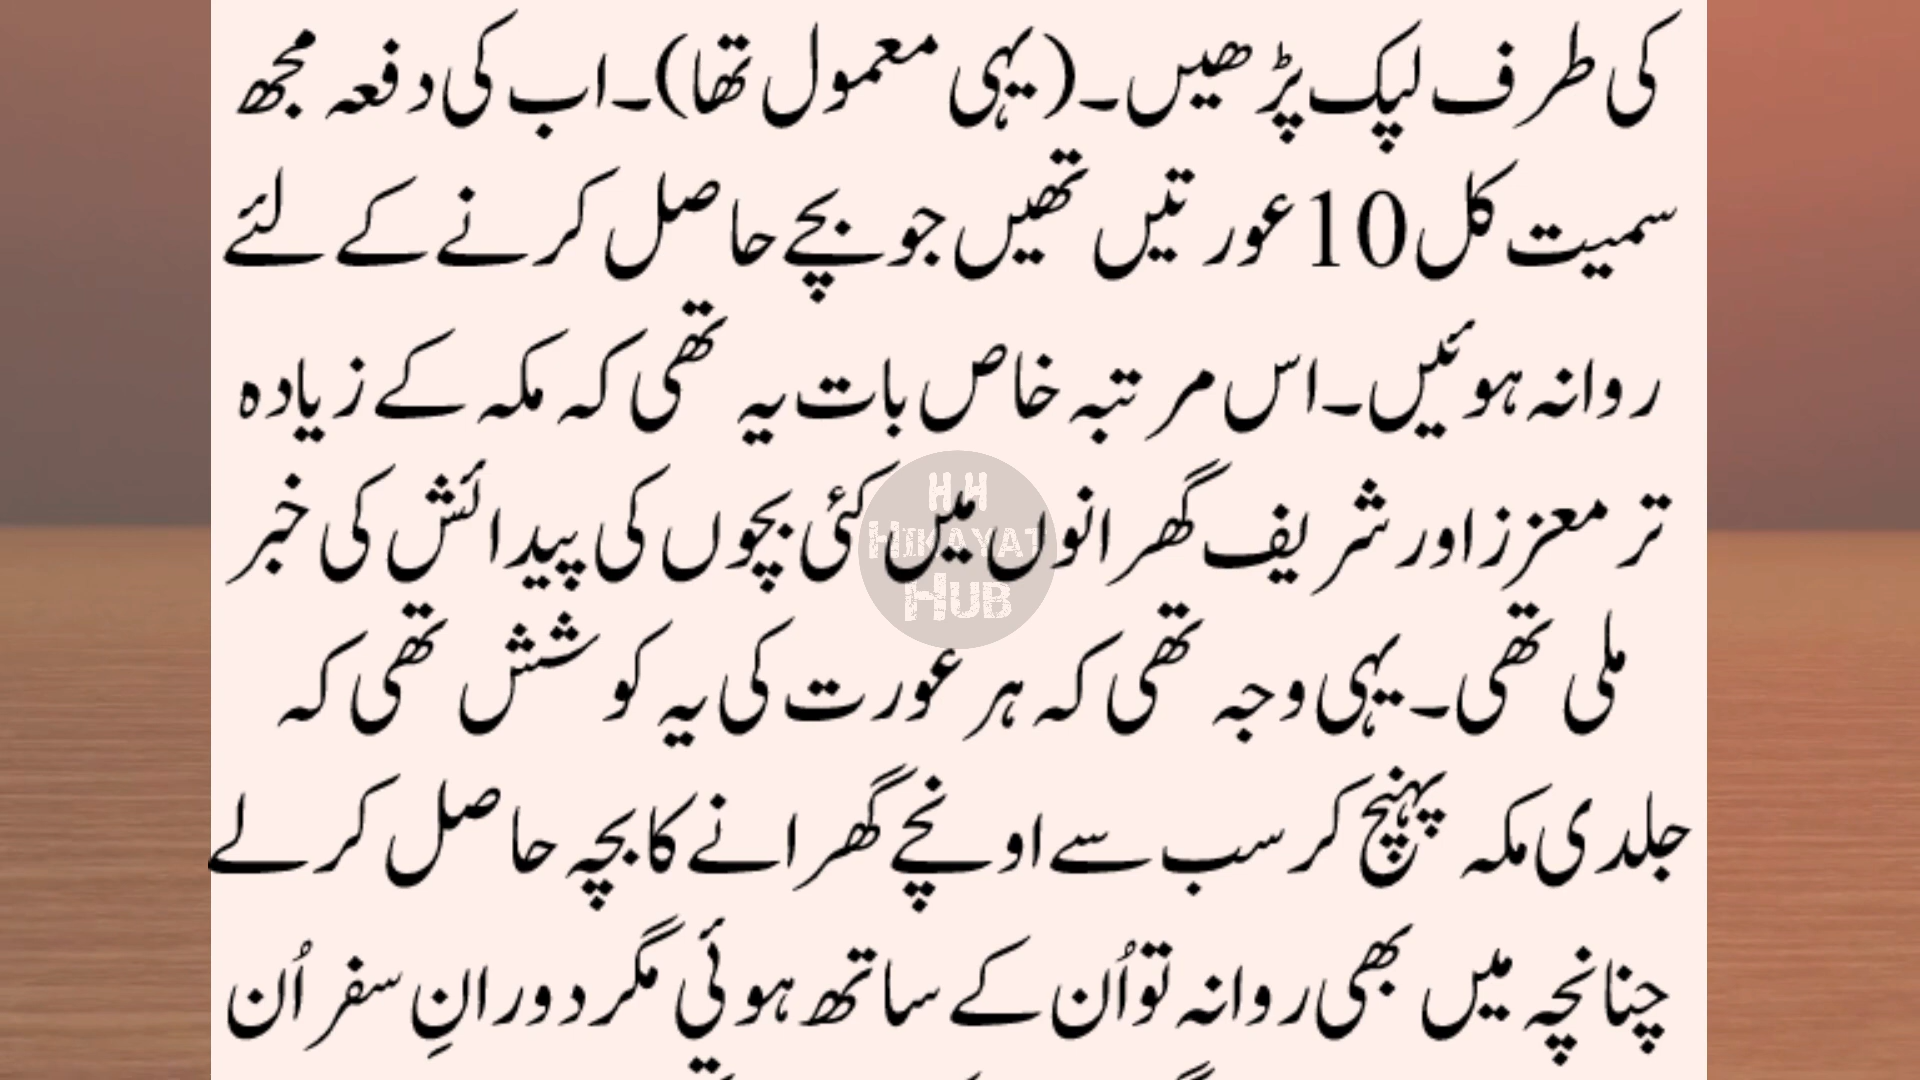 کی طرف لپک پڑھیں۔(یہی معمول تھا)۔اب کی دفعہ مجھ
سمیت کل 10 عورتیں تھیں جو بچے حاصل کرنے کے لئے
روانہ ہوئیں۔اس مرتبہ خاص بات یہ تھی کہ مکہ کے زیادہ
تر معزز اور شریف گھرانوں میں کئی بچوں کی پیدائش کی خبر
ملی تھی۔یہی وجہ تھی کہ ہر عورت کی یہ کوشش تھی کہ
جلدی مکہ پہنچ کر سب سے اونچے گھرانے کا بچہ حاصل کر لے
چنانچہ میں بھی روانہ تو اُن کے ساتھ ہوئی مگر دورانِ سفر اُن
HH
HIKAYAT
HUB